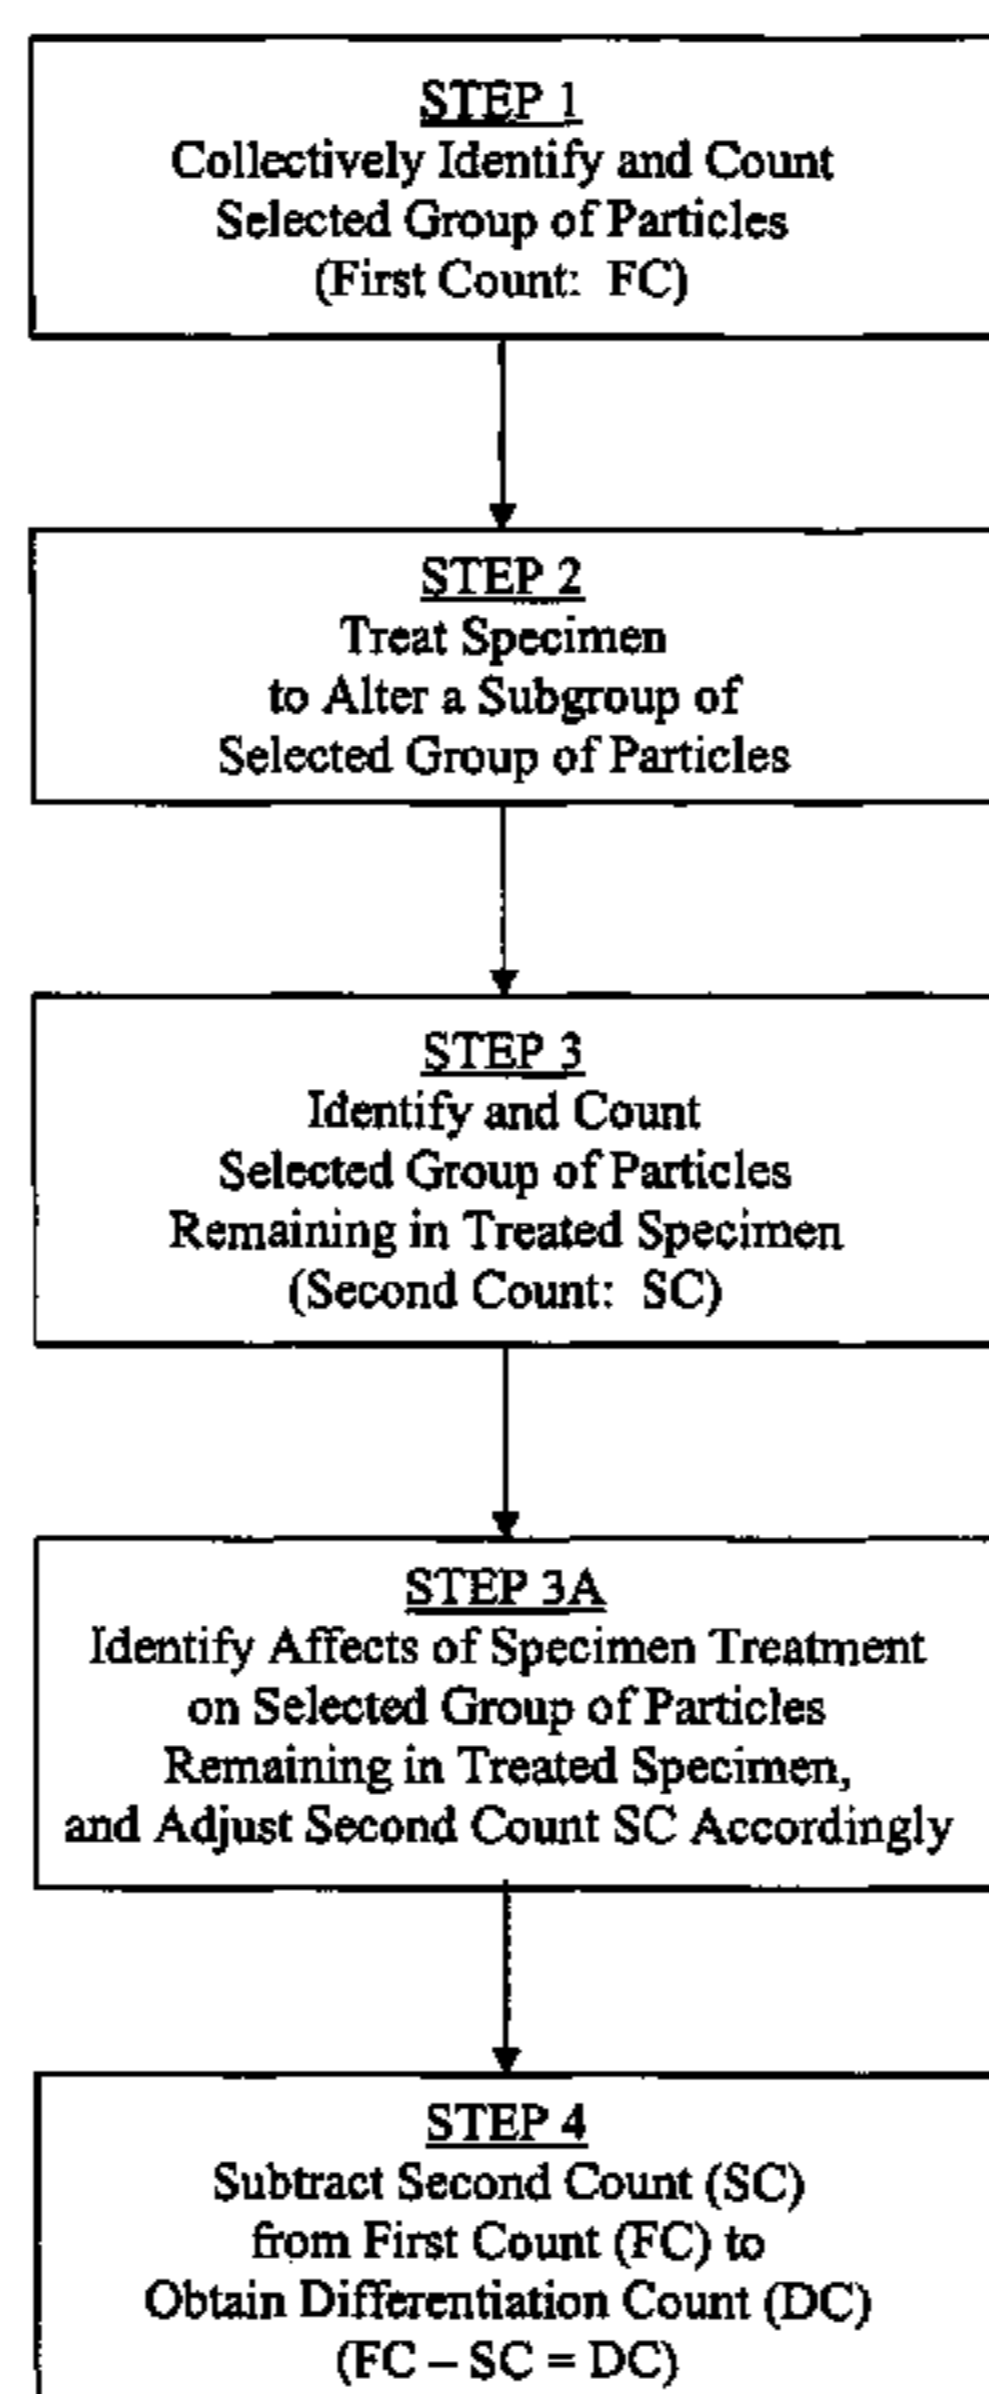 STEP 1
Collectively Identify and Count
Selected Group of Particles
(First Count: FC)
STEP 2
Treat Specimen
to Alter a Subgroup of
Selected Group of Particles
STEP 3
Identify and Count
Selected Group of Particles
Remaining in Treated Specimen
(Second Count: SC)
STEP 3A
Identify Affects of Specimen Treatment
on Selected Group of Particles
Remaining in Treated Specimen,
and Adjust Second Count SC Accordingly
STEP 4
Subtract Second Count (SC)
from First Count (FC) to
Obtain Differentiation Count (DC)
(FC – SC = DC)